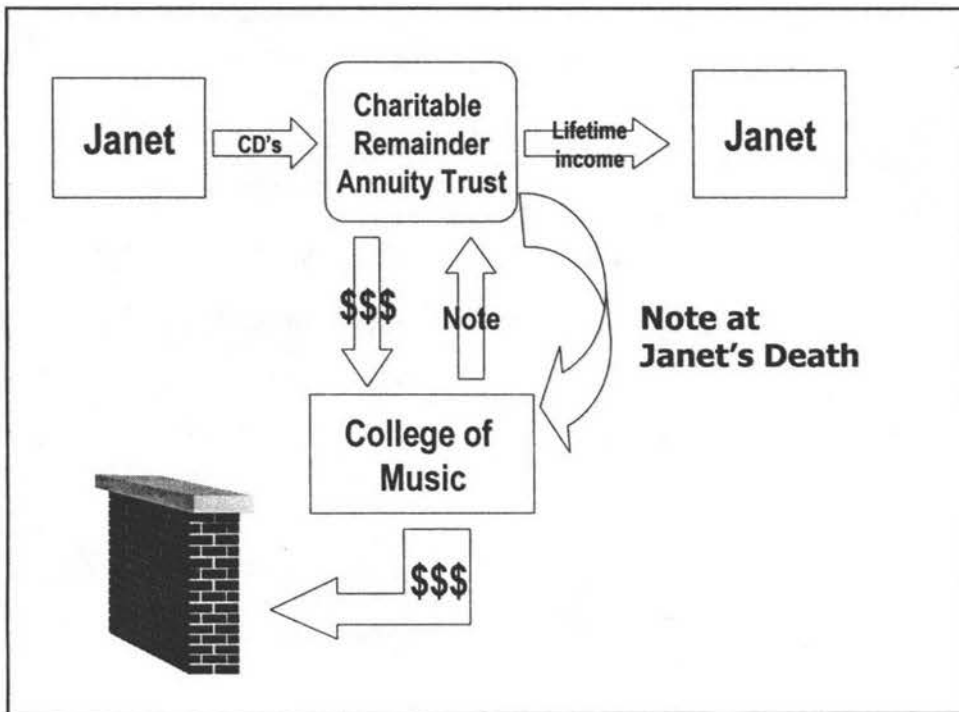 Janet
CD's
Charitable
Remainder
Annuity Trust
Lifetime
income
Janet
$$$
Note
Note at
Janet's Death
College of
Music
$$$